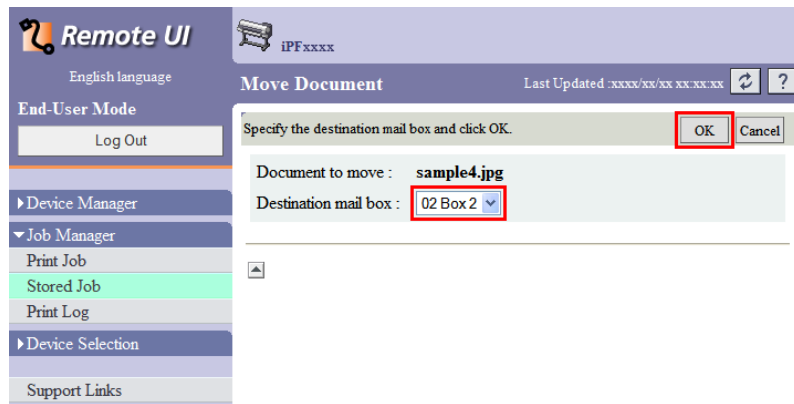 Remote UI
English language
End-User Mode
Log Out
Device Manager
Job Manager
Print Job
Stored Job
Print Log
Device Selection
Support Links
iPFxxxx
Move Document
Last Updated :xxxx/xx/xx xx:xx:xx
?
Specify the destination mail box and click OK.
OK
Cancel
Document to move : sample4.jpg
Destination mail box : 02 Box 2